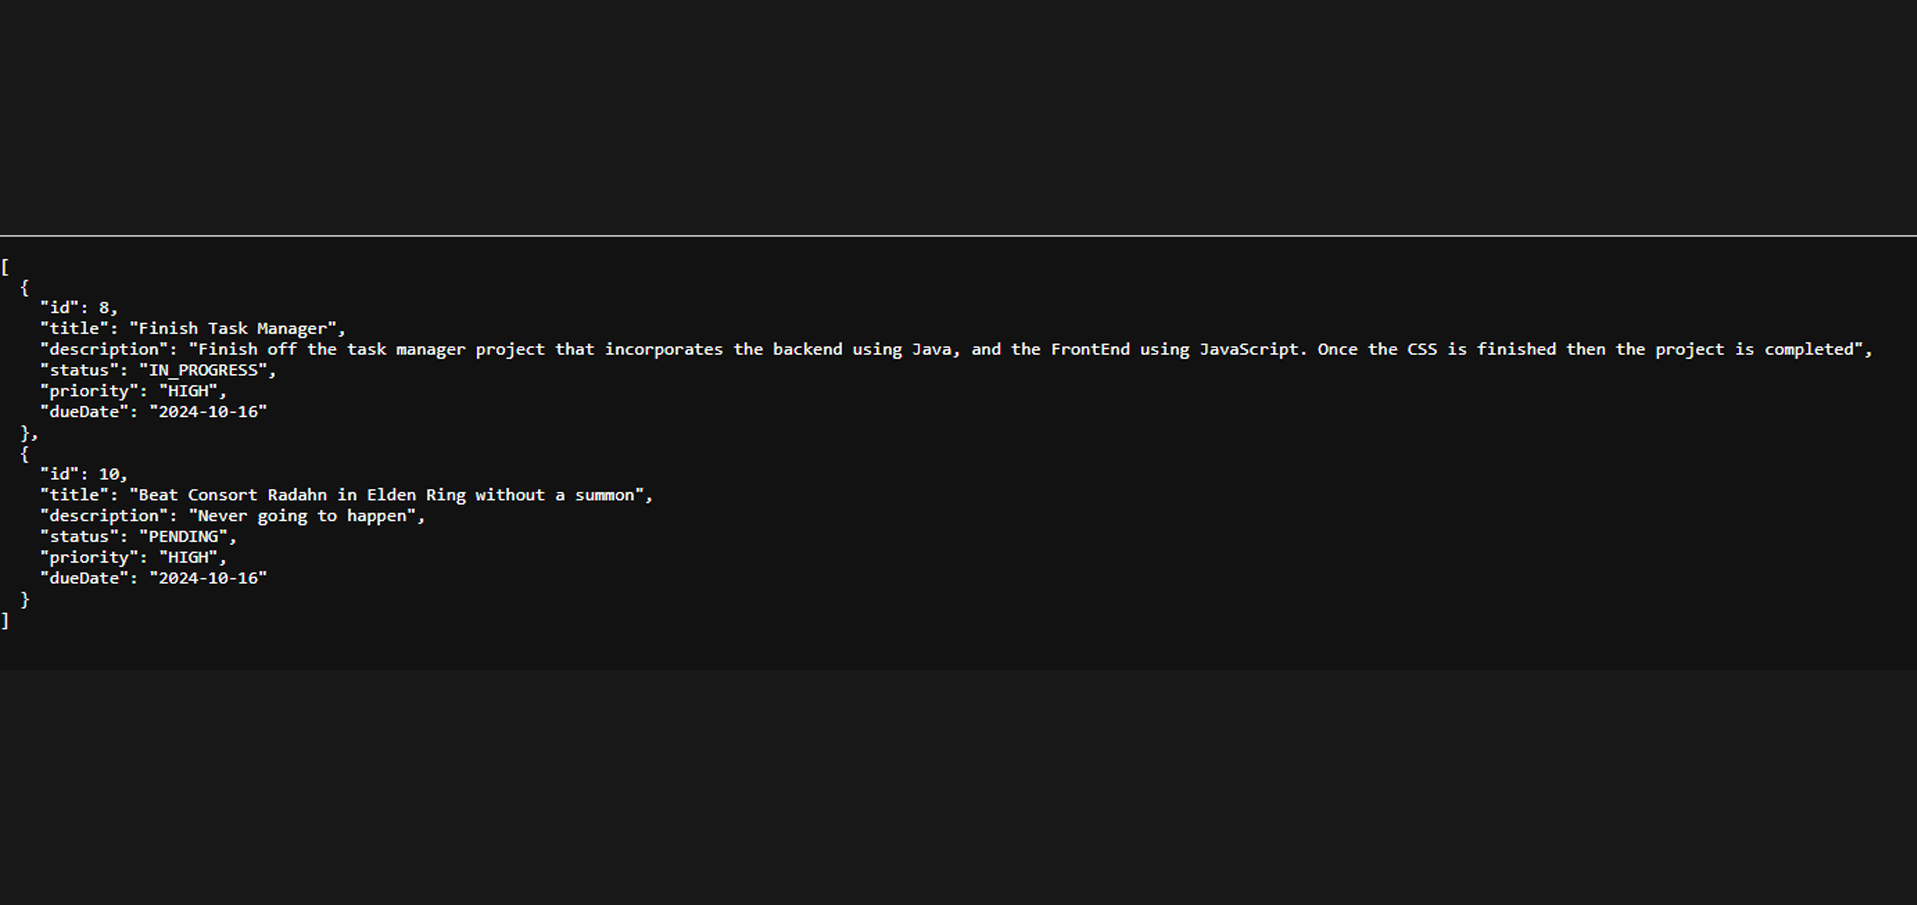 [
  {
    "id": 8,
    "title": "Finish Task Manager",
    "description": "Finish off the task manager project that incorporates the backend using Java, and the FrontEnd using JavaScript. Once the CSS is finished then the project is completed",
    "status": "IN_PROGRESS",
    "priority": "HIGH",
    "dueDate": "2024-10-16"
  },
  {
    "id": 10,
    "title": "Beat Consort Radahn in Elden Ring without a summon",
    "description": "Never going to happen",
    "status": "PENDING",
    "priority": "HIGH",
    "dueDate": "2024-10-16"
  }
]